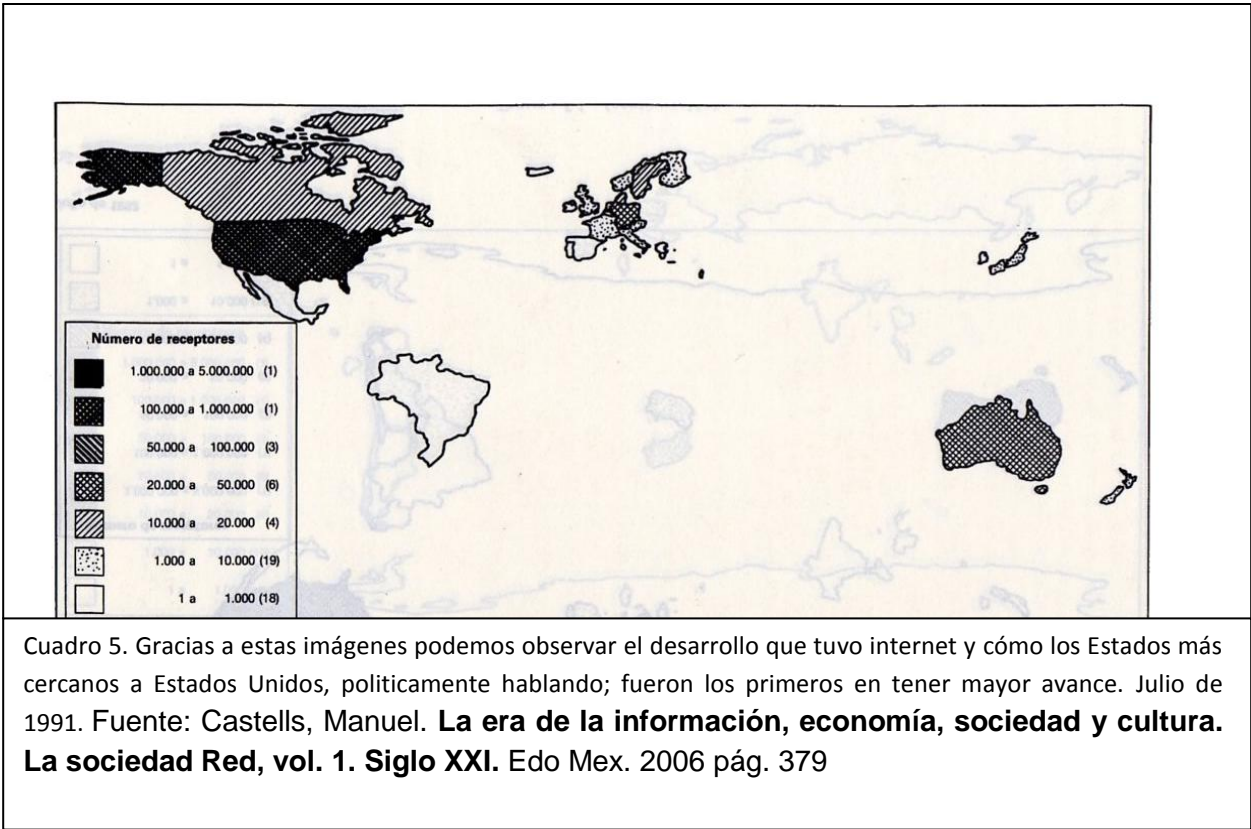 Número de receptores
1.000.000 a 5.000.000 (1)
100.000 a 1.000.000 (1)
50.000 a 100.000 (3)
20.000 a 50.000 (6)
10.000 a 20.000 (4)
1.000 a 10.000 (19)
1 a 1.000 (18)
Cuadro 5. Gracias a estas imágenes podemos observar el desarrollo que tuvo internet y cómo los Estados más
cercanos a Estados Unidos, politicamente hablando; fueron los primeros en tener mayor avance. Julio de
1991. Fuente: Castells, Manuel. La era de la información, economía, sociedad y cultura.
La sociedad Red, vol. 1. Siglo XXI. Edo Mex. 2006 pág. 379